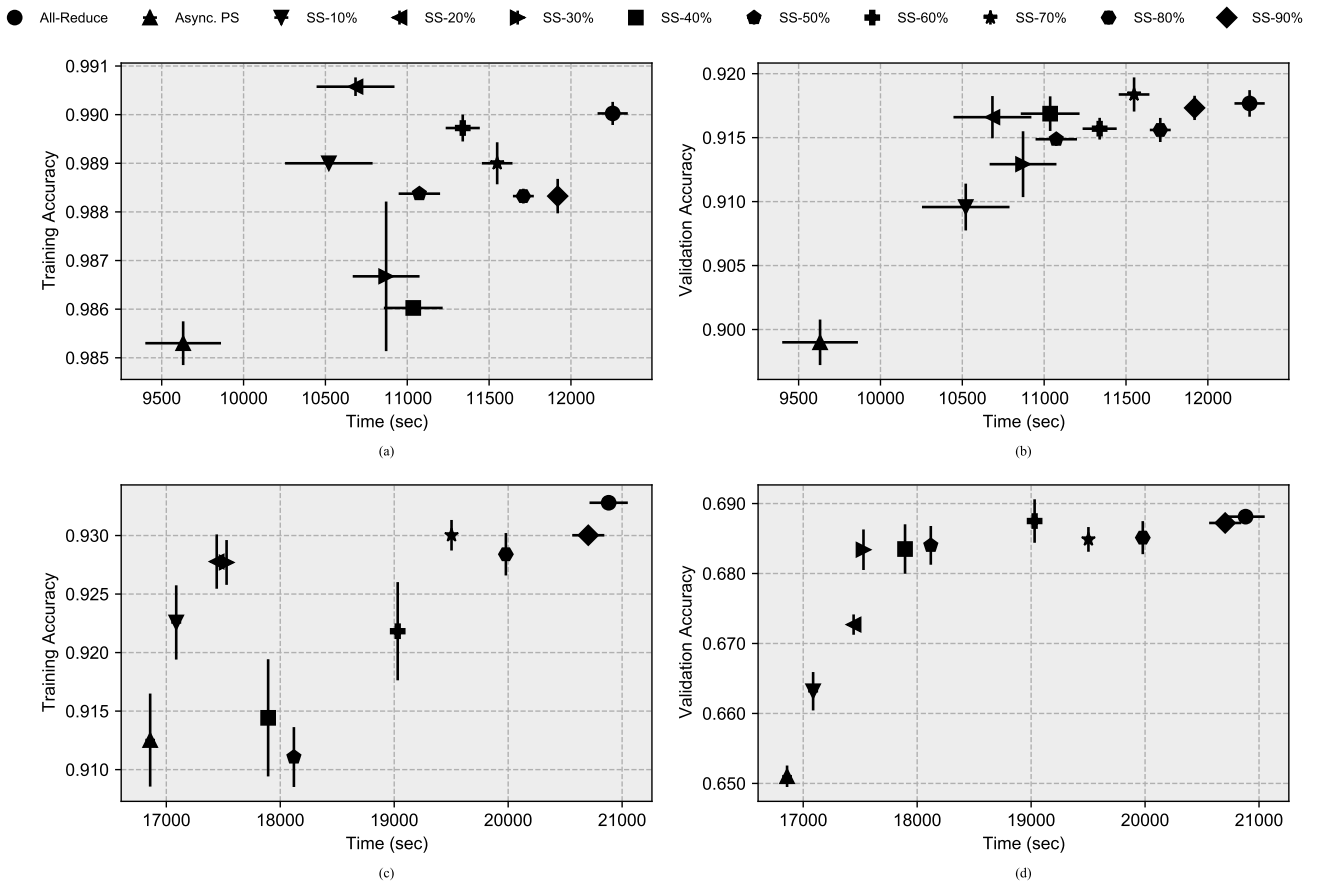 All-Reduce Async. PS SS-10% SS-20% SS-30% SS-40% SS-50% SS-60% SS-70% SS-80% SS-90%
0.991
0.990
0.989
0.988
0.987
0.986
0.985
Training Accuracy
9500 10000 10500 11000 11500 12000
Time (sec)
(a)
0.920
0.915
0.910
0.905
0.900
Validation Accuracy
9500 10000 10500 11000 11500 12000
Time (sec)
(b)
0.930
0.925
0.920
0.915
0.910
Training Accuracy
17000 18000 19000 20000 21000
Time (sec)
(c)
0.690
0.680
0.670
0.660
0.650
Validation Accuracy
17000 18000 19000 20000 21000
Time (sec)
(d)